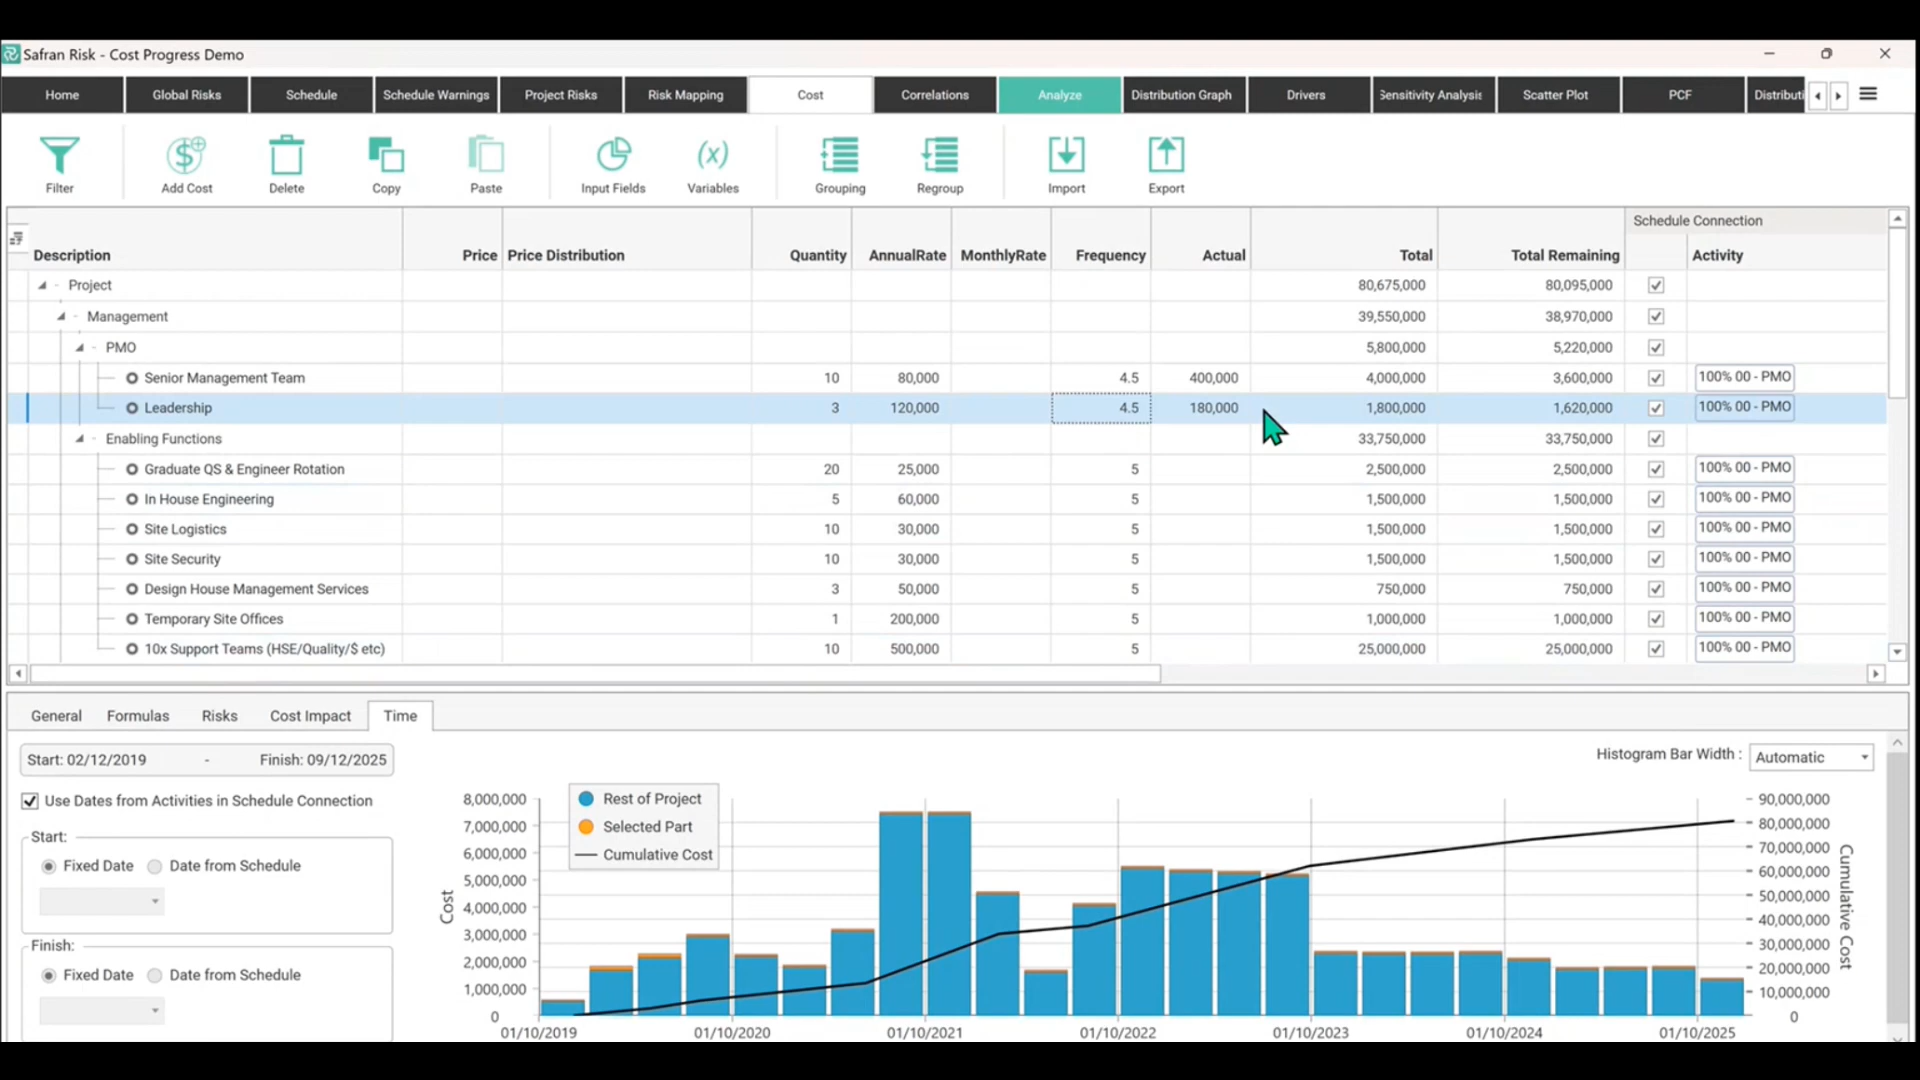 Safran Risk - Cost Progress Demo
Home Global Risks Schedule Schedule Warnings Project Risks Risk Mapping Cost Correlations Analyze Distribution Graph Drivers Sensitivity Analysis Scatter Plot PCF Distributi
Filter Add Cost Delete Copy Paste Input Fields Variables Grouping Regroup Import Export
Schedule Connection
Description Price Price Distribution Quantity AnnualRate MonthlyRate Frequency Actual Total Total Remaining Activity
Project 80,675,000 80,095,000
Management 39,550,000 38,970,000
PMO 5,800,000 5,220,000
Senior Management Team 10 80,000 4.5 400,000 4,000,000 3,600,000 100% 00 - PMO
Leadership 3 120,000 4.5 180,000 1,800,000 1,620,000 100% 00 - PMO
Enabling Functions 33,750,000 33,750,000
Graduate QS & Engineer Rotation 20 25,000 5 2,500,000 2,500,000 100% 00 - PMO
In House Engineering 5 60,000 5 1,500,000 1,500,000 100% 00 - PMO
Site Logistics 10 30,000 5 1,500,000 1,500,000 100% 00 - PMO
Site Security 10 30,000 5 1,500,000 1,500,000 100% 00 - PMO
Design House Management Services 3 50,000 5 750,000 750,000 100% 00 - PMO
Temporary Site Offices 1 200,000 5 1,000,000 1,000,000 100% 00 - PMO
10x Support Teams (HSE/Quality/$ etc) 10 500,000 5 25,000,000 25,000,000 100% 00 - PMO
General Formulas Risks Cost Impact Time
Start: 02/12/2019 - Finish: 09/12/2025
Use Dates from Activities in Schedule Connection
Start:
Fixed Date Date from Schedule
Finish:
Fixed Date Date from Schedule
Histogram Bar Width : Automatic
Rest of Project
Selected Part
Cumulative Cost
Cost
8,000,000
7,000,000
6,000,000
5,000,000
4,000,000
3,000,000
2,000,000
1,000,000
0
90,000,000
80,000,000
70,000,000
60,000,000
50,000,000
40,000,000
30,000,000
20,000,000
10,000,000
0
Cumulative Cost
01/10/2019 01/10/2020 01/10/2021 01/10/2022 01/10/2023 01/10/2024 01/10/2025